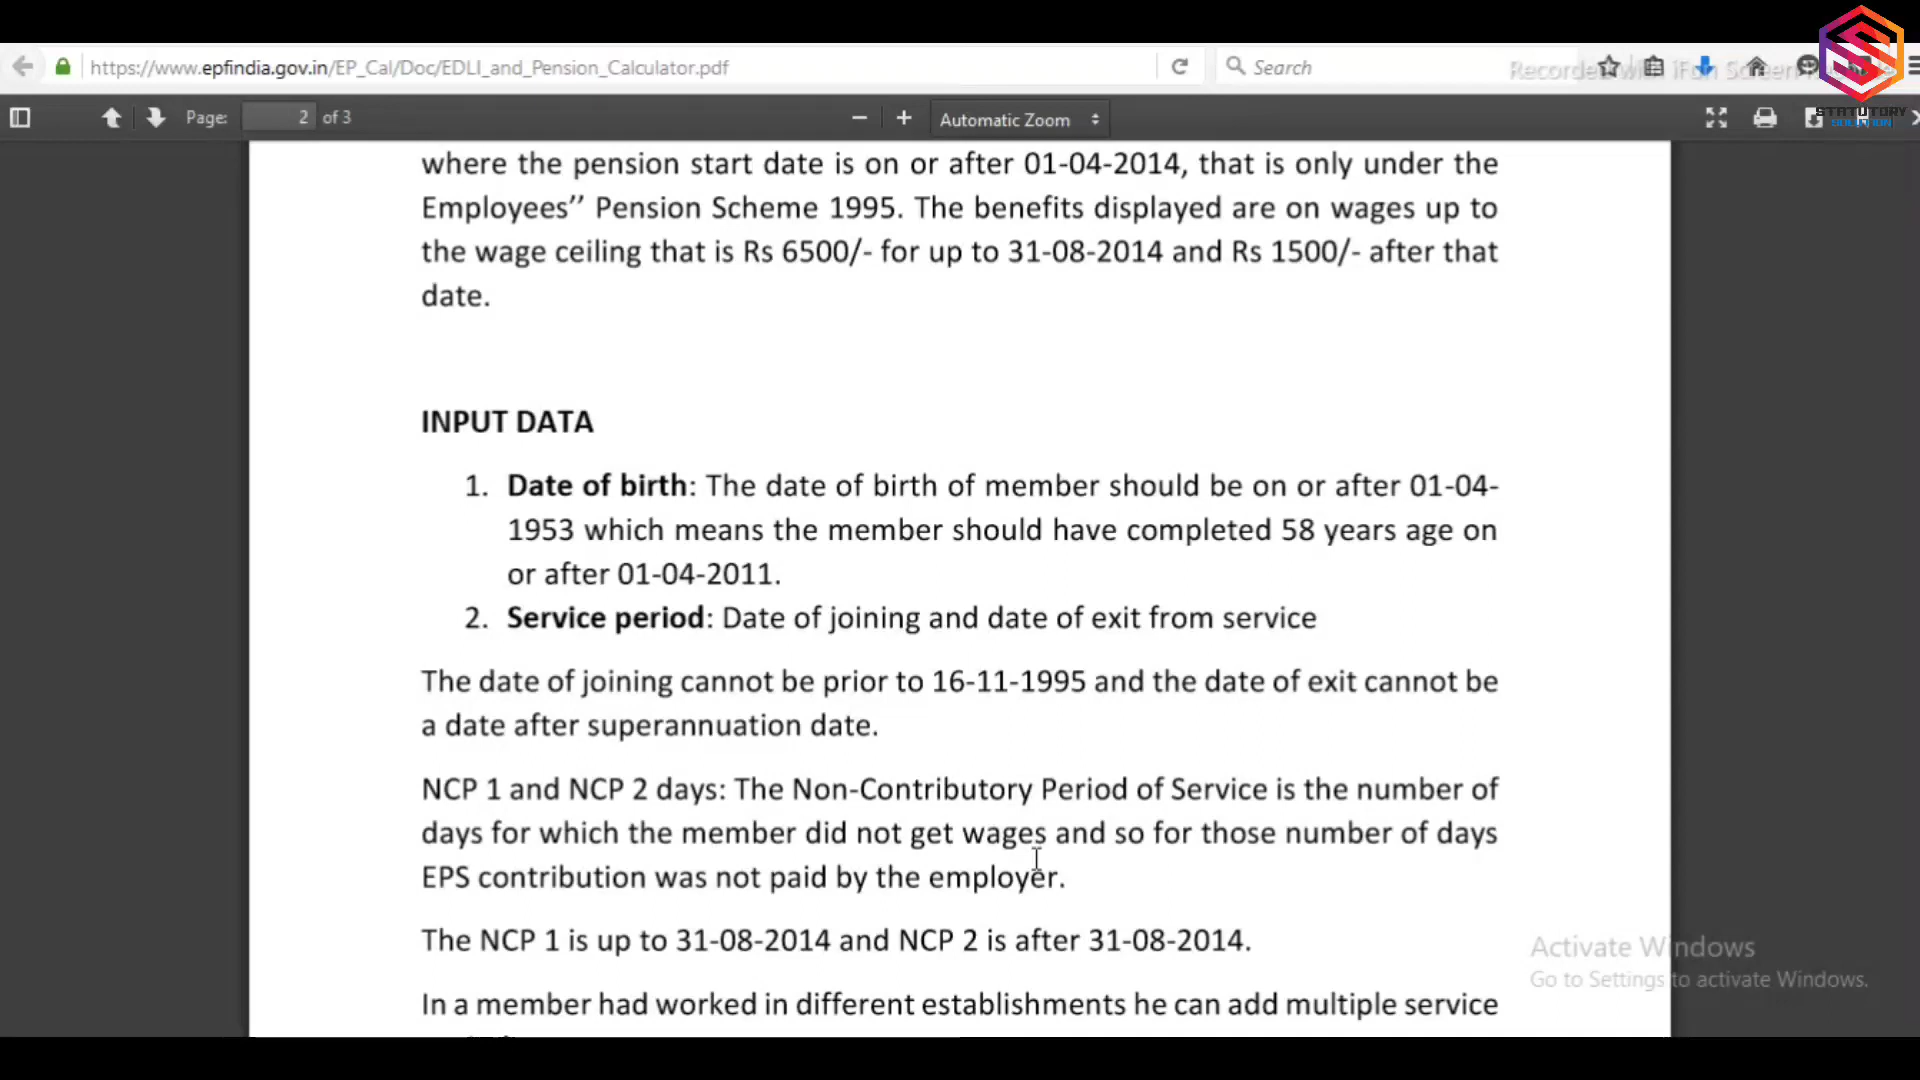 https://www.epfindia.gov.in/EP_Cal/Doc/EDLI_and_Pension_Calculator.pdf
Search
Recorded with iFun Screen
STATUTORY
SOLUTION
Page: 2 of 3
Automatic Zoom
where the pension start date is on or after 01-04-2014, that is only under the
Employees’’ Pension Scheme 1995. The benefits displayed are on wages up to
the wage ceiling that is Rs 6500/- for up to 31-08-2014 and Rs 1500/- after that
date.
INPUT DATA
1. Date of birth: The date of birth of member should be on or after 01-04-
1953 which means the member should have completed 58 years age on
or after 01-04-2011.
2. Service period: Date of joining and date of exit from service
The date of joining cannot be prior to 16-11-1995 and the date of exit cannot be
a date after superannuation date.
NCP 1 and NCP 2 days: The Non-Contributory Period of Service is the number of
days for which the member did not get wages and so for those number of days
EPS contribution was not paid by the employer.
The NCP 1 is up to 31-08-2014 and NCP 2 is after 31-08-2014.
Activate Windows
Go to Settings to activate Windows.
In a member had worked in different establishments he can add multiple service